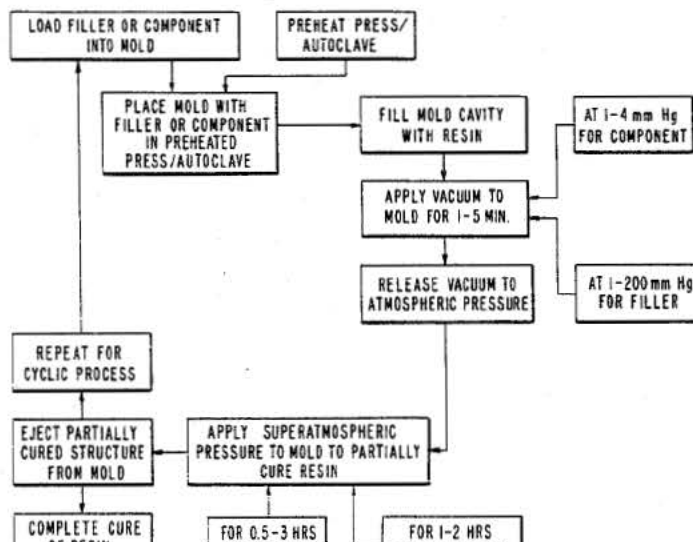 LOAD FILLER OR COMPONENT
INTO MOLD
PREHEAT PRESS/
AUTOCLAVE
PLACE MOLD WITH
FILLER OR COMPONENT
IN PREHEATED
PRESS/AUTOCLAVE
FILL MOLD CAVITY
WITH RESIN
AT 1-4 mm Hg
FOR COMPONENT
APPLY VACUUM TO
MOLD FOR 1-5 MIN.
RELEASE VACUUM TO
ATMOSPHERIC PRESSURE
AT 1-200 mm Hg
FOR FILLER
REPEAT FOR
CYCLIC PROCESS
EJECT PARTIALLY
CURED STRUCTURE
FROM MOLD
APPLY SUPERATMOSPHERIC
PRESSURE TO MOLD TO PARTIALLY
CURE RESIN
COMPLETE CURE
OF RESIN
FOR 0.5-3 HRS
FOR 1-2 HRS